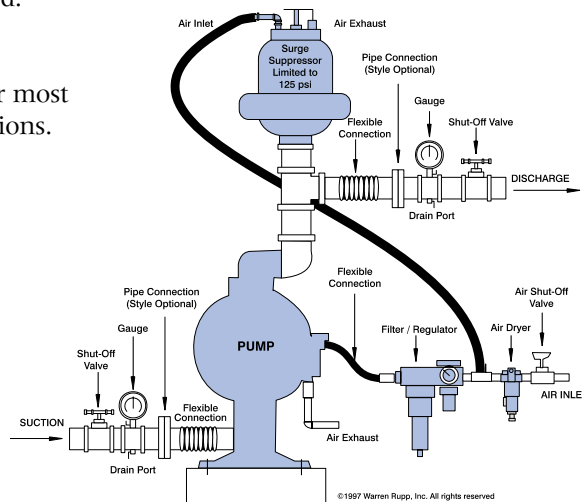 d.
r most
ions.
Air Inlet
Air Exhaust
Surge
Suppressor
Limited to
125 psi
Pipe Connection
(Style Optional)
Gauge
Flexible
Connection
Shut-Off Valve
DISCHARGE
Drain Port
Flexible
Connection
Pipe Connection
(Style Optional)
Gauge
Shut-Off
Valve
PUMP
Filter / Regulator
Air Dryer
Air Shut-Off
Valve
AIR INLE
Flexible
Connection
SUCTION
Drain Port
Air Exhaust
©1997 Warren Rupp, Inc. All rights reserved